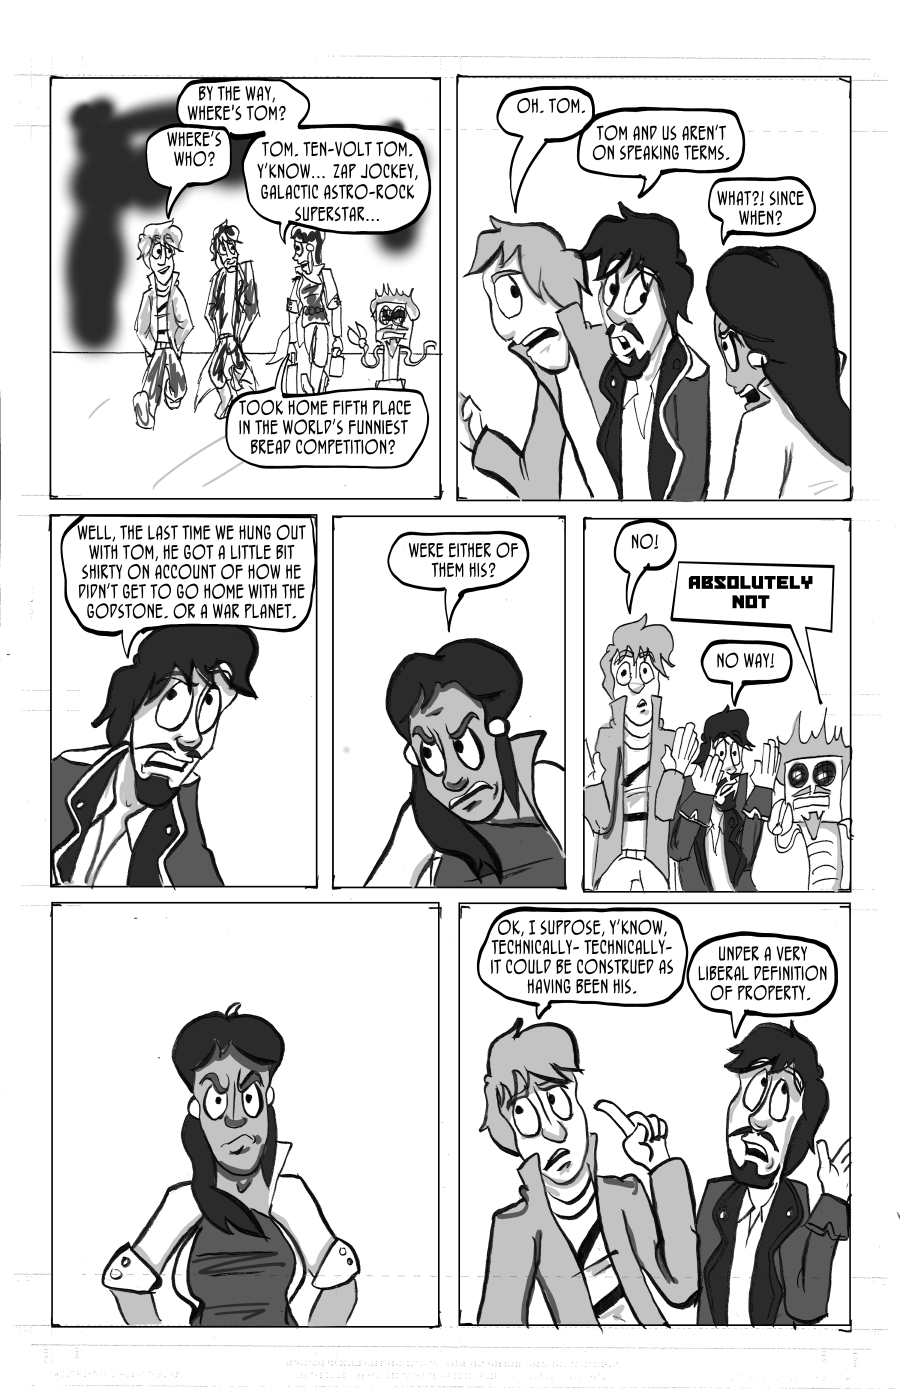 BY THE WAY,
WHERE'S TOM?
WHERE'S
WHO?
TOM. TEN-VOLT TOM.
Y'KNOW... ZAP JOCKEY,
GALACTIC ASTRO-ROCK
SUPERSTAR...
TOOK HOME FIFTH PLACE
IN THE WORLD'S FUNNIEST
BREAD COMPETITION?
OH. TOM.
TOM AND US AREN'T
ON SPEAKING TERMS.
WHAT?! SINCE
WHEN?
WELL, THE LAST TIME WE HUNG OUT
WITH TOM, HE GOT A LITTLE BIT
SHIRTY ON ACCOUNT OF HOW HE
DIDN'T GET TO GO HOME WITH THE
GODSTONE. OR A WAR PLANET.
WERE EITHER OF
THEM HIS?
NO!
ABSOLUTELY
NOT
NO WAY!
OK, I SUPPOSE, Y'KNOW,
TECHNICALLY- TECHNICALLY-
IT COULD BE CONSTRUED AS
HAVING BEEN HIS.
UNDER A VERY
LIBERAL DEFINITION
OF PROPERTY.